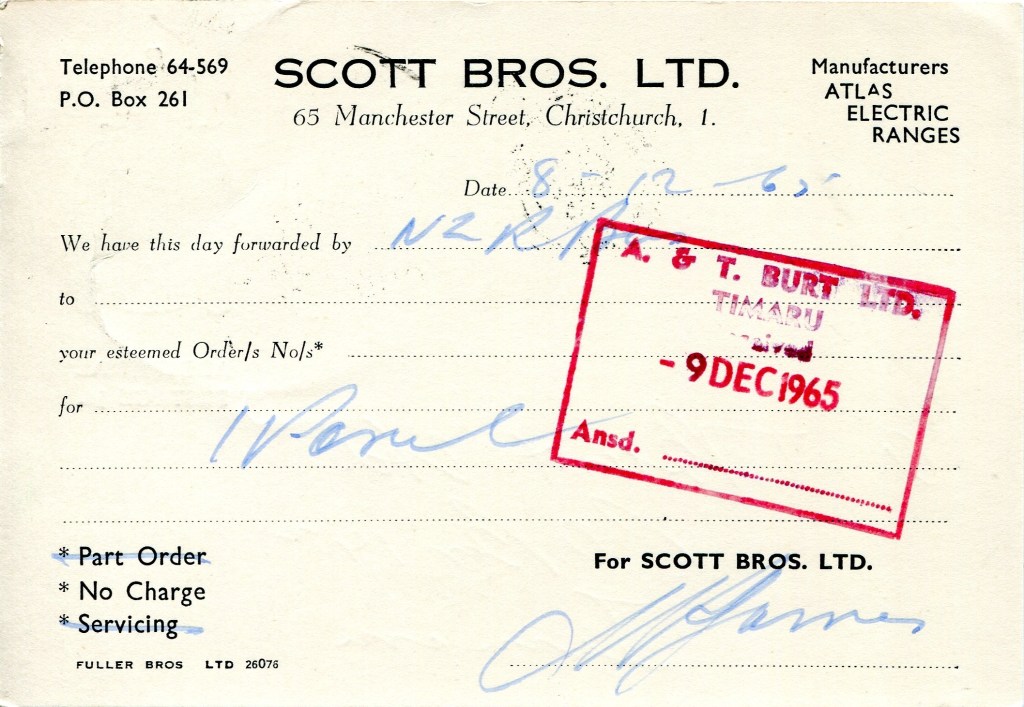 Telephone 64-569
P.O. Box 261
SCOTT BROS. LTD.
65 Manchester Street, Christchurch, 1.
Manufacturers
ATLAS
ELECTRIC
RANGES
Date 8-12-65
We have this day forwarded by NZR
A. & T. BURT LTD.
TIMARU
to
your esteemed Order/s No/s*
- 9 DEC 1965
for 1 Parcel
Ansd.
* Part Order
* No Charge
* Servicing
For SCOTT BROS. LTD.
FULLER BROS LTD 26076